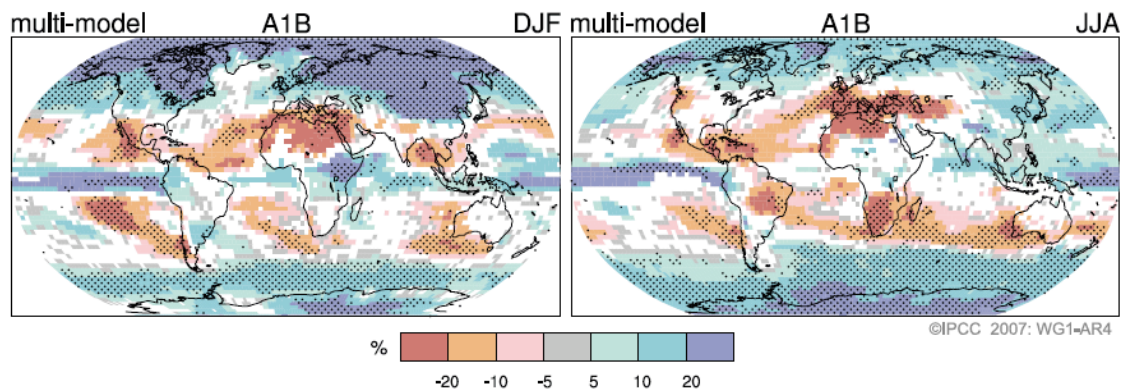 multi-model A1B DJF
multi-model A1B JJA
©IPCC 2007: WG1-AR4
%
-20 -10 -5 5 10 20